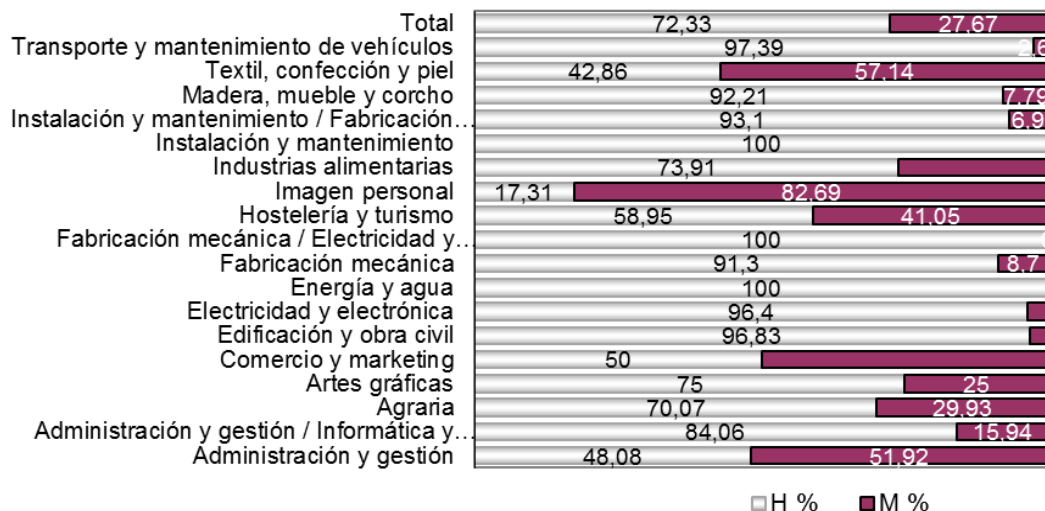 Total 72,33 27,67
Transporte y mantenimiento de vehículos 97,39 2,6
Textil, confección y piel 42,86 57,14
Madera, mueble y corcho 92,21 7,79
Instalación y mantenimiento / Fabricación... 93,1 6,9
Instalación y mantenimiento 100
Industrias alimentarias 73,91
Imagen personal 17,31 82,69
Hostelería y turismo 58,95 41,05
Fabricación mecánica / Electricidad y... 100
Fabricación mecánica 91,3 8,7
Energía y agua 100
Electricidad y electrónica 96,4
Edificación y obra civil 96,83
Comercio y marketing 50
Artes gráficas 75 25
Agraria 70,07 29,93
Administración y gestión / Informática y... 84,06 15,94
Administración y gestión 48,08 51,92
H % M %